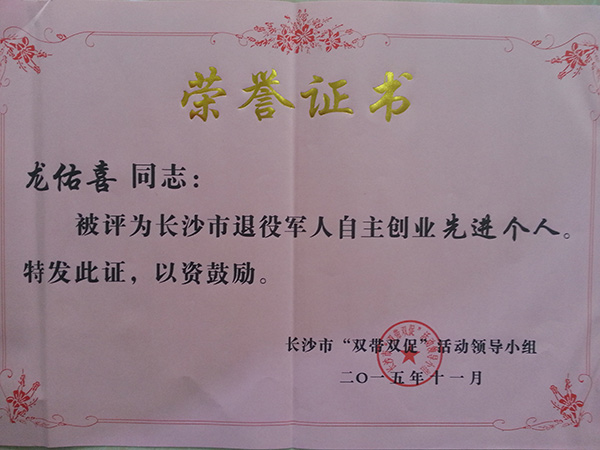 荣誉证书
龙佑喜 同志：
被评为长沙市退役军人自主创业先进个人。
特发此证，以资鼓励。
长沙市“双带双促”活动领导小组
二〇一五年十一月